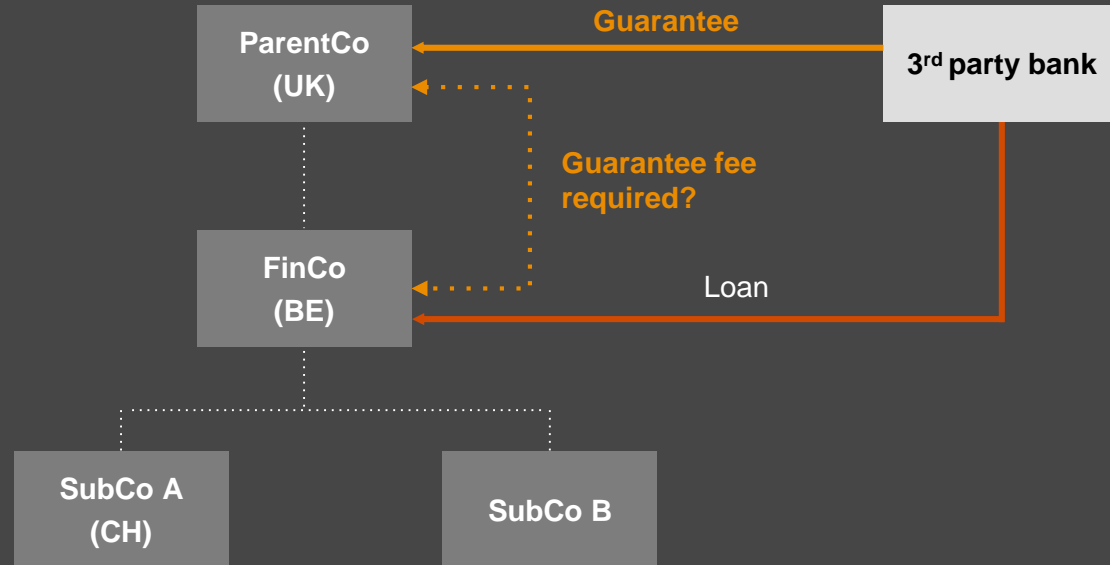 Guarantee
ParentCo
(UK)
3rd party bank
Guarantee fee
required?
FinCo
(BE)
Loan
SubCo A
(CH)
SubCo B